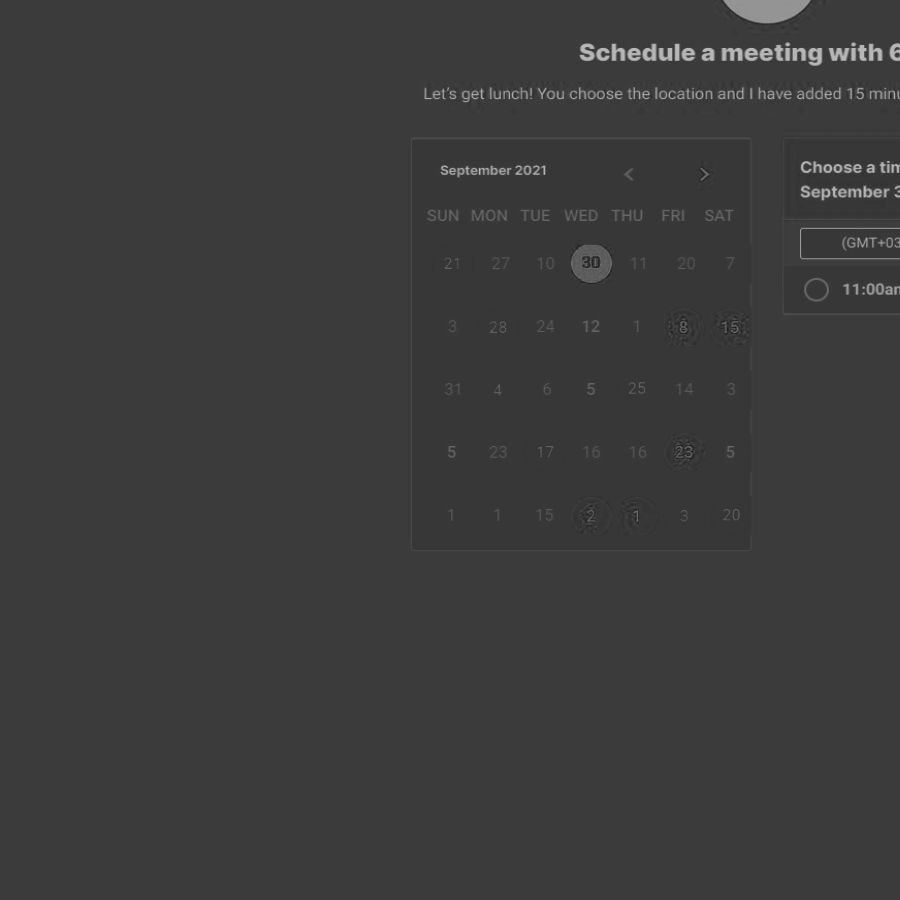 Schedule a meeting with 6
Let's get lunch! You choose the location and I have added 15 minu
September 2021
SUN MON TUE WED THU FRI SAT
21 27 10 30 11 20 7
3 28 24 12 1 8 15
31 4 6 5 25 14 3
5 23 17 16 16 23 5
1 1 15 2 1 3 20
Choose a tim
September 3
(GMT+03
11:00am